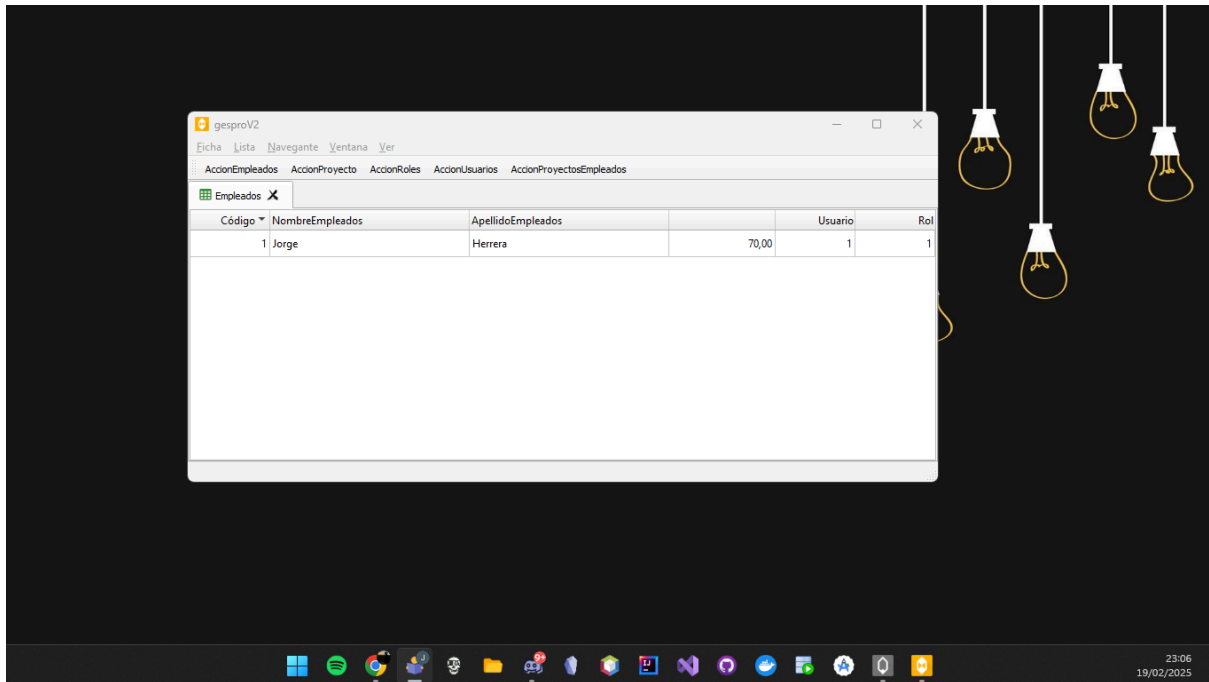 gesproV2
Ficha Lista Navegante Ventana Ver
AccionEmpleados AccionProyecto AccionRoles AccionUsuarios AccionProyectosEmpleados
Empleados
Código NombreEmpleados ApellidoEmpleados Usuario Rol
1 Jorge Herrera 70,00 1 1
J 9+
23:06
19/02/2025